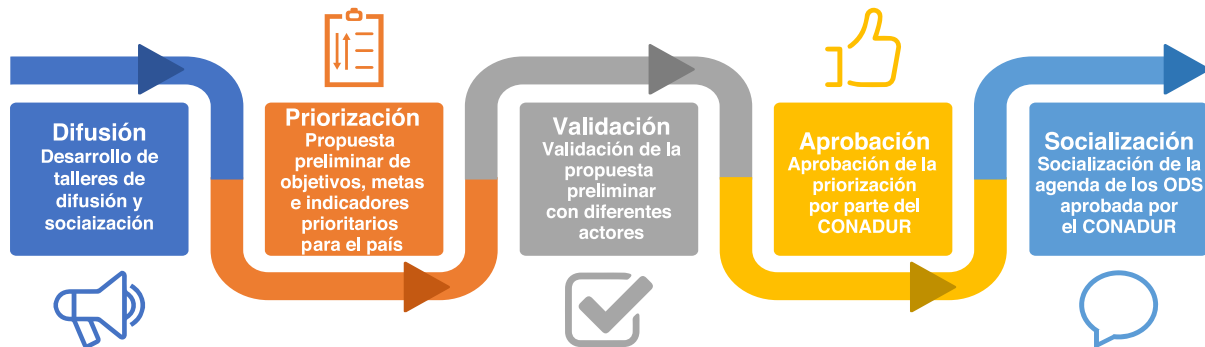 Difusión
Desarrollo de
talleres de
difusión y
sociaización
Priorización
Propuesta
preliminar de
objetivos, metas
e indicadores
prioritarios
para el país
Validación
Validación de la
propuesta
preliminar
con diferentes
actores
Aprobación
Aprobación de la
priorización
por parte del
CONADUR
Socialización
Socialización de la
agenda de los ODS
aprobada por
el CONADUR